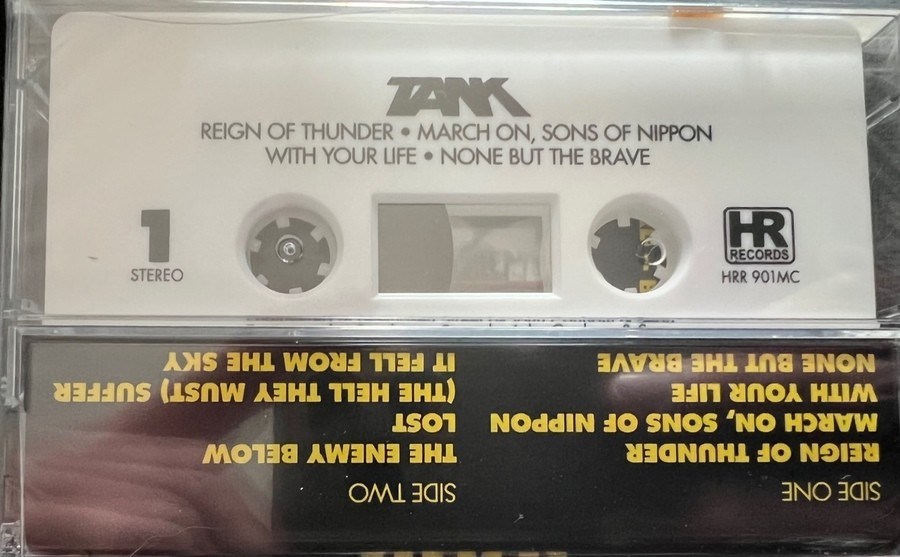 TANK
REIGN OF THUNDER • MARCH ON, SONS OF NIPPON
WITH YOUR LIFE • NONE BUT THE BRAVE
1
STEREO
HR
RECORDS
HRR 901MC
SIDE ONE
REIGN OF THUNDER
MARCH ON, SONS OF NIPPON
WITH YOUR LIFE
NONE BUT THE BRAVE
SIDE TWO
THE ENEMY BELOW
LOST
(THE HELL THEY MUST) SUFFER
IT FELL FROM THE SKY